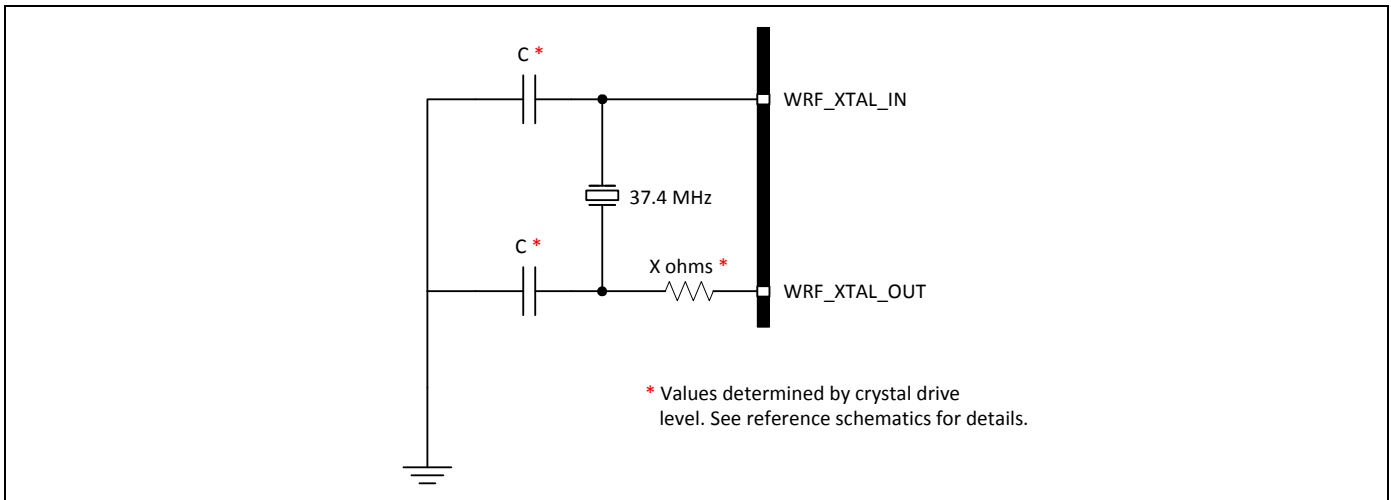 C *
WRF_XTAL_IN
37.4 MHz
C *
X ohms *
WRF_XTAL_OUT
* Values determined by crystal drive
level. See reference schematics for details.